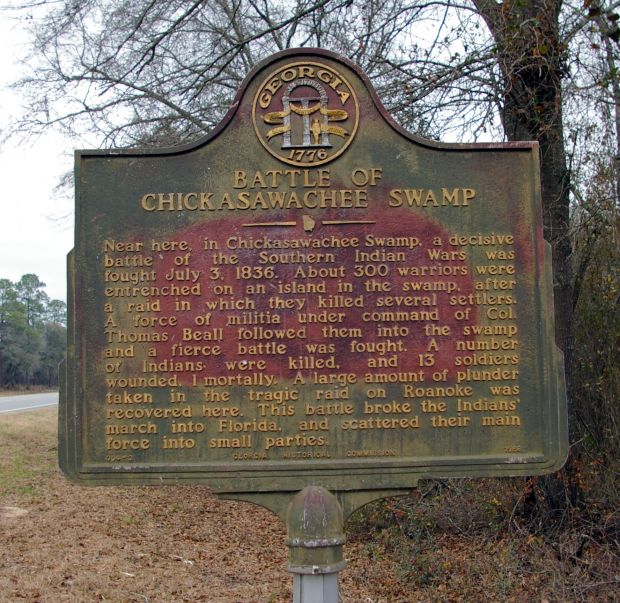 GEORGIA
1776
BATTLE OF
CHICKASAWACHEE SWAMP
Near here, in Chickasawachee Swamp, a decisive
battle of the Southern Indian Wars was
fought July 3, 1836. About 300 warriors were
entrenched on an island in the swamp, after
a raid in which they killed several settlers.
A force of militia under command of Col.
Thomas Beall followed them into the swamp
and a fierce battle was fought. A number
of Indians were killed, and 13 soldiers
wounded, 1 mortally. A large amount of plunder
taken in the tragic raid on Roanoke was
recovered here. This battle broke the Indians'
march into Florida, and scattered their main
force into small parties.
GEORGIA HISTORICAL COMMISSION